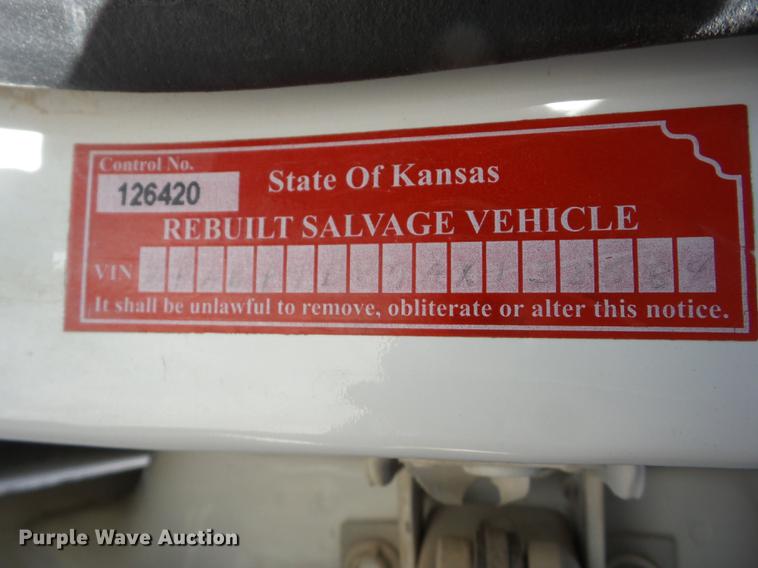 Control No.
126420
State Of Kansas
REBUILT SALVAGE VEHICLE
VIN
It shall be unlawful to remove, obliterate or alter this notice.
Purple Wave Auction